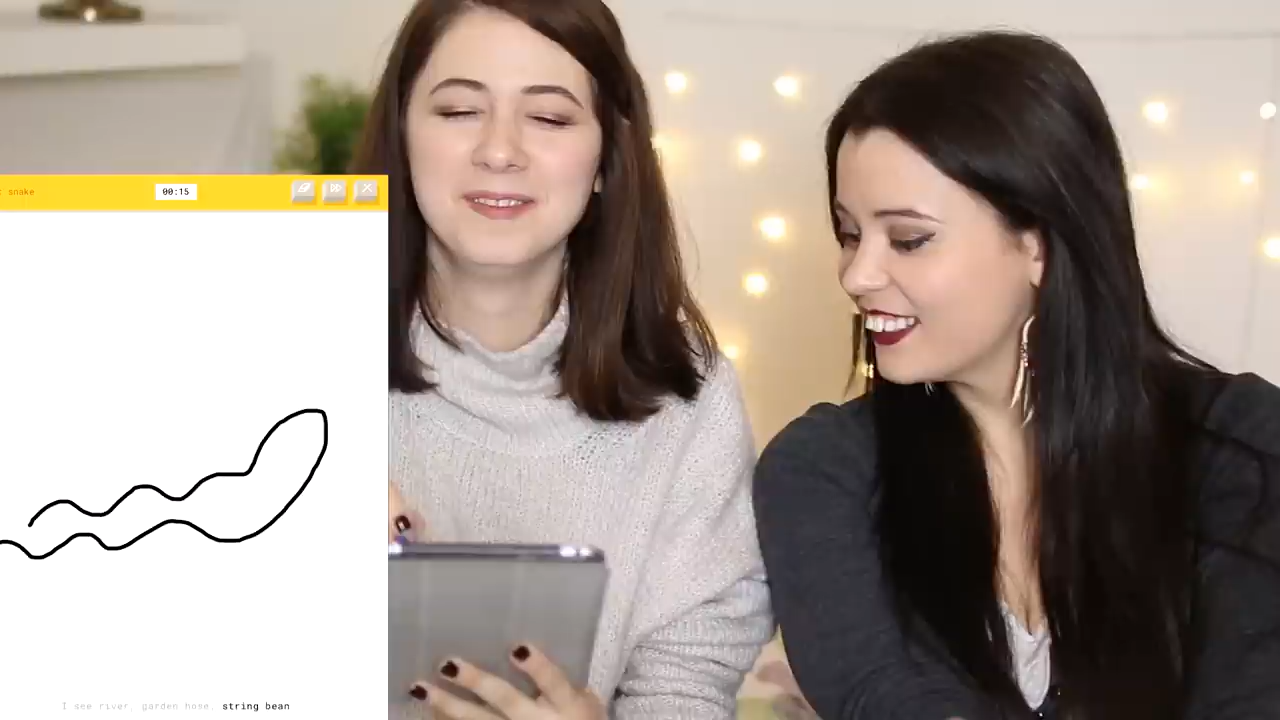 : snake
00:15
I see river, garden hose, string bean